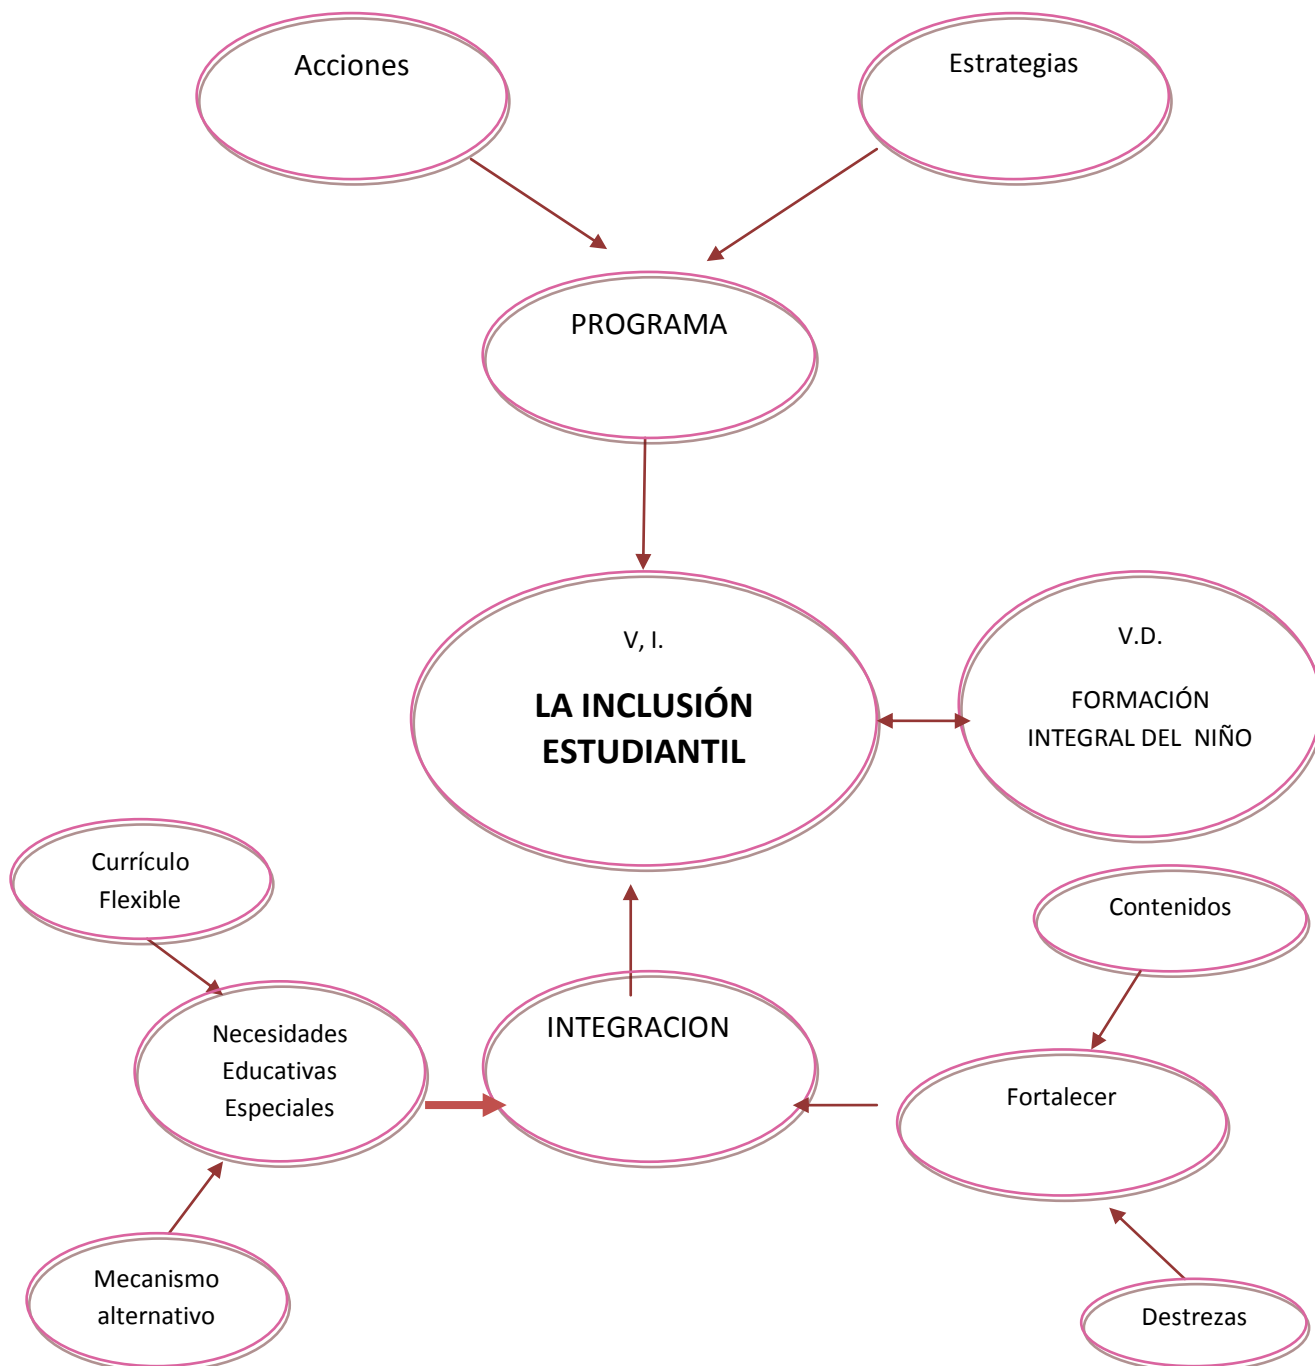 Acciones
Estrategias
PROGRAMA
V, I.
LA INCLUSIÓN
ESTUDIANTIL
V.D.
FORMACIÓN
INTEGRAL DEL NIÑO
Currículo
Flexible
Contenidos
Necesidades
Educativas
Especiales
INTEGRACION
Fortalecer
Mecanismo
alternativo
Destrezas